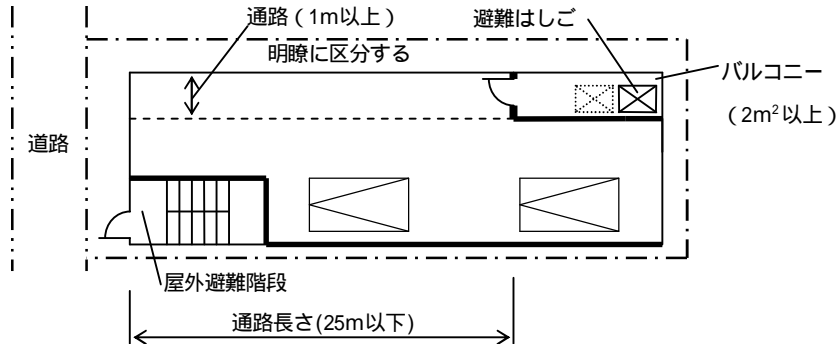 通路（1m以上）
避難はしご
明瞭に区分する
バルコニー
（2m²以上）
道路
屋外避難階段
通路長さ(25m以下)